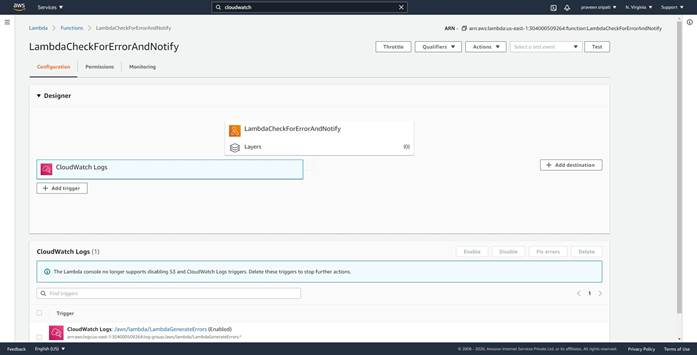 aws
Services
cloudwatch
praveen sripati
N. Virginia
Support
Lambda
Functions
LambdaCheckForErrorAndNotify
ARN - arn:aws:lambda:us-east-1:304000509264:function:LambdaCheckForErrorAndNotify
LambdaCheckForErrorAndNotify
Throttle
Qualifiers
Actions
Select a test event
Test
Configuration
Permissions
Monitoring
Designer
LambdaCheckForErrorAndNotify
Layers
(0)
CloudWatch Logs
+ Add destination
+ Add trigger
CloudWatch Logs (1)
Enable
Disable
Fix errors
Delete
The Lambda console no longer supports disabling S3 and CloudWatch Logs triggers. Delete these triggers to stop further actions.
Find triggers
1
Trigger
CloudWatch Logs: /aws/lambda/LambdaGenerateErrors (Enabled)
arn:aws:logs:us-east-1:304000509264:log-group:/aws/lambda/LambdaGenerateErrors:*
Feedback
English (US)
© 2008 - 2020, Amazon Internet Services Private Ltd. or its affiliates. All rights reserved.
Privacy Policy
Terms of Use